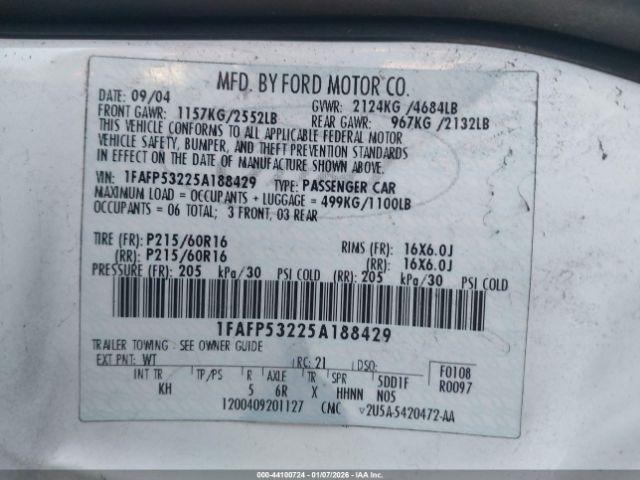 MFD. BY FORD MOTOR CO.
DATE: 09/04 GVWR: 2124KG /4684LB
FRONT GAWR: 1157KG/2552LB REAR GAWR: 967KG /2132LB
THIS VEHICLE CONFORMS TO ALL APPLICABLE FEDERAL MOTOR
VEHICLE SAFETY, BUMPER, AND THEFT PREVENTION STANDARDS
IN EFFECT ON THE DATE OF MANUFACTURE SHOWN ABOVE.
VIN: 1FAFP53225A188429 TYPE: PASSENGER CAR
MAXIMUM LOAD = OCCUPANTS + LUGGAGE = 499KG/1100LB
OCCUPANTS = 06 TOTAL; 3 FRONT, 03 REAR
TIRE (FR): P215/60R16 RIMS (FR): 16X6.0J
(RR): P215/60R16 (RR): 16X6.0J
PRESSURE (FR): 205 kPa/30 PSI COLD (RR): 205 kPa/30 PSI COLD
1FAFP53225A188429
TRAILER TOWING: SEE OWNER GUIDE
EXT PNT: WT RC: 21 DSO: F0108
INT TR TP/PS R AXLE TR SPR 5DD1F R0097
KH 5 6R X HHNN N05
1200409201127 CMC ▽2U5A-5420472-AA
000-44100724 | 01/07/2026 - IAA Inc.